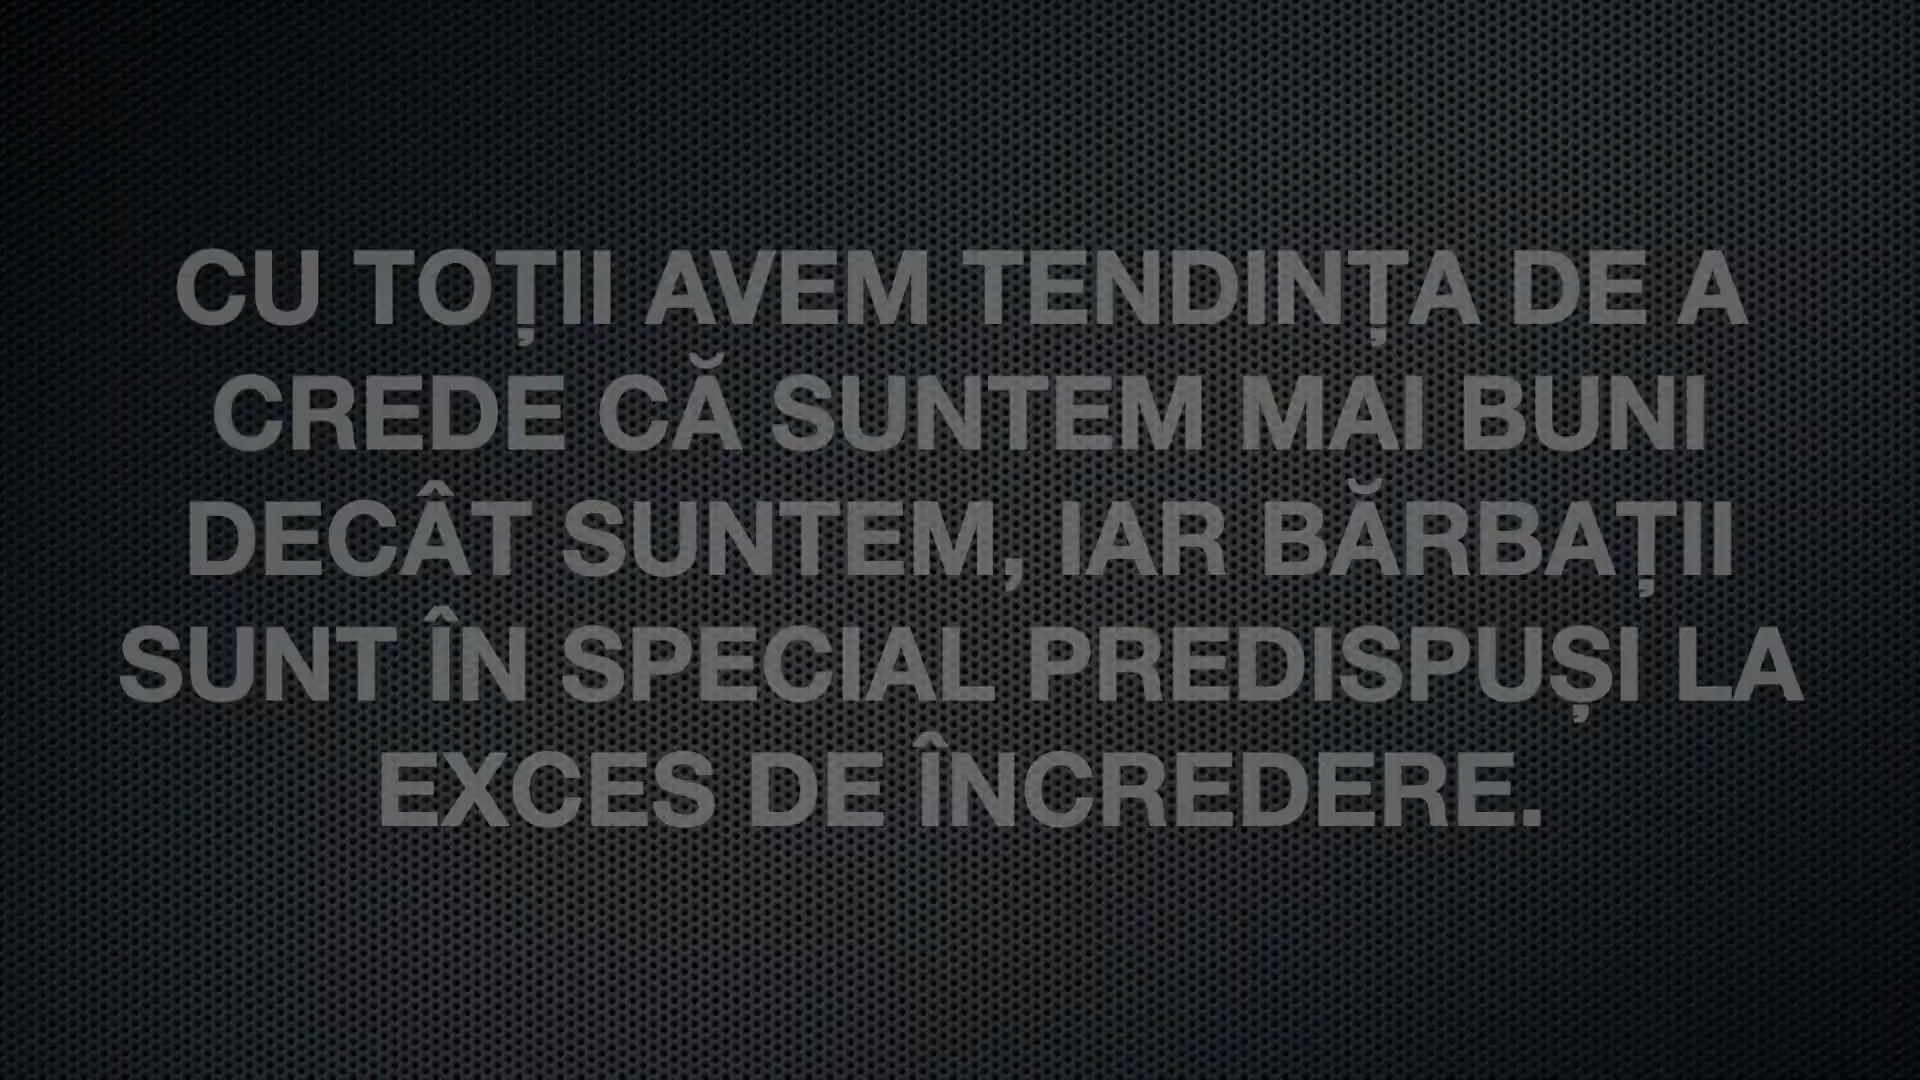 CU TOȚII AVEM TENDINȚA DE A
CREDE CĂ SUNTEM MAI BUNI
DECÂT SUNTEM, IAR BĂRBAȚII
SUNT ÎN SPECIAL PREDISPUȘI LA
EXCES DE ÎNCREDERE.